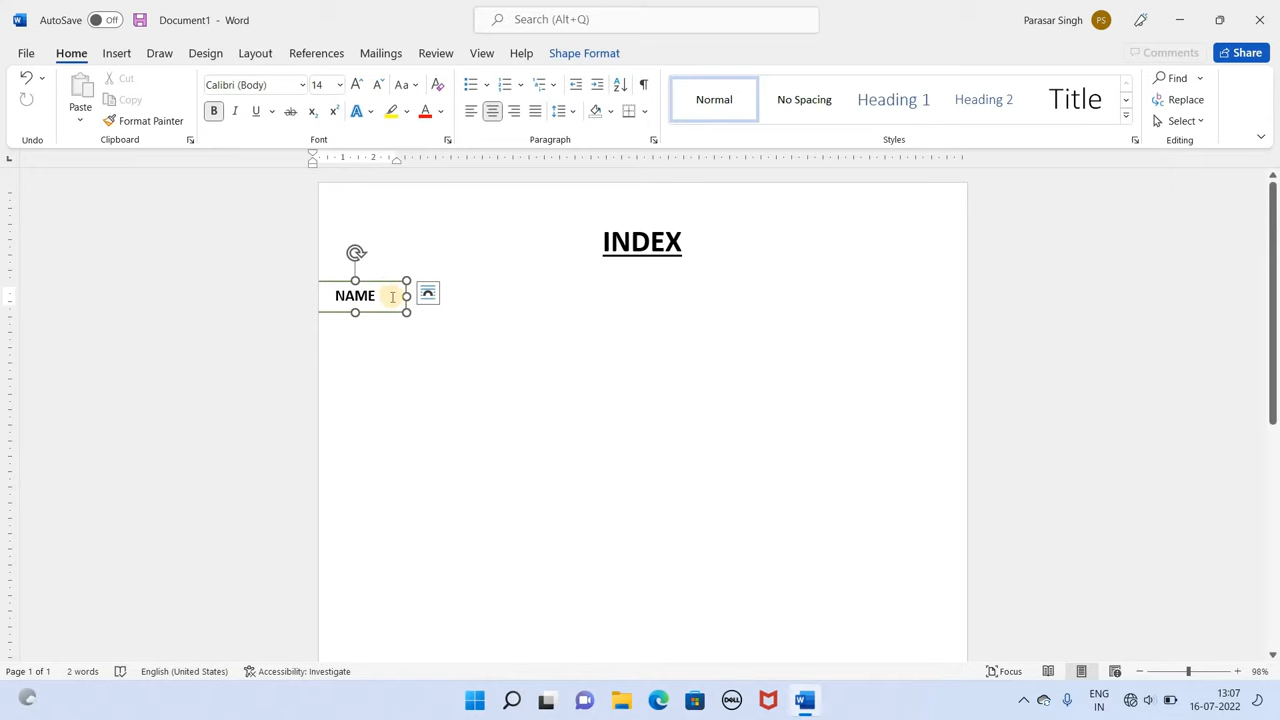 AutoSave Off Document1 - Word Search (Alt+Q) Parasar Singh PS
File Home Insert Draw Design Layout References Mailings Review View Help Shape Format Comments Share
Paste Cut Copy Format Painter
Calibri (Body) 14
Normal No Spacing Heading 1 Heading 2 Title
Find Replace Select
Undo Clipboard Font Paragraph Styles Editing
1 2
INDEX
NAME
Page 1 of 1 2 words English (United States) Accessibility: Investigate Focus 98%
ENG 13:07
IN 16-07-2022